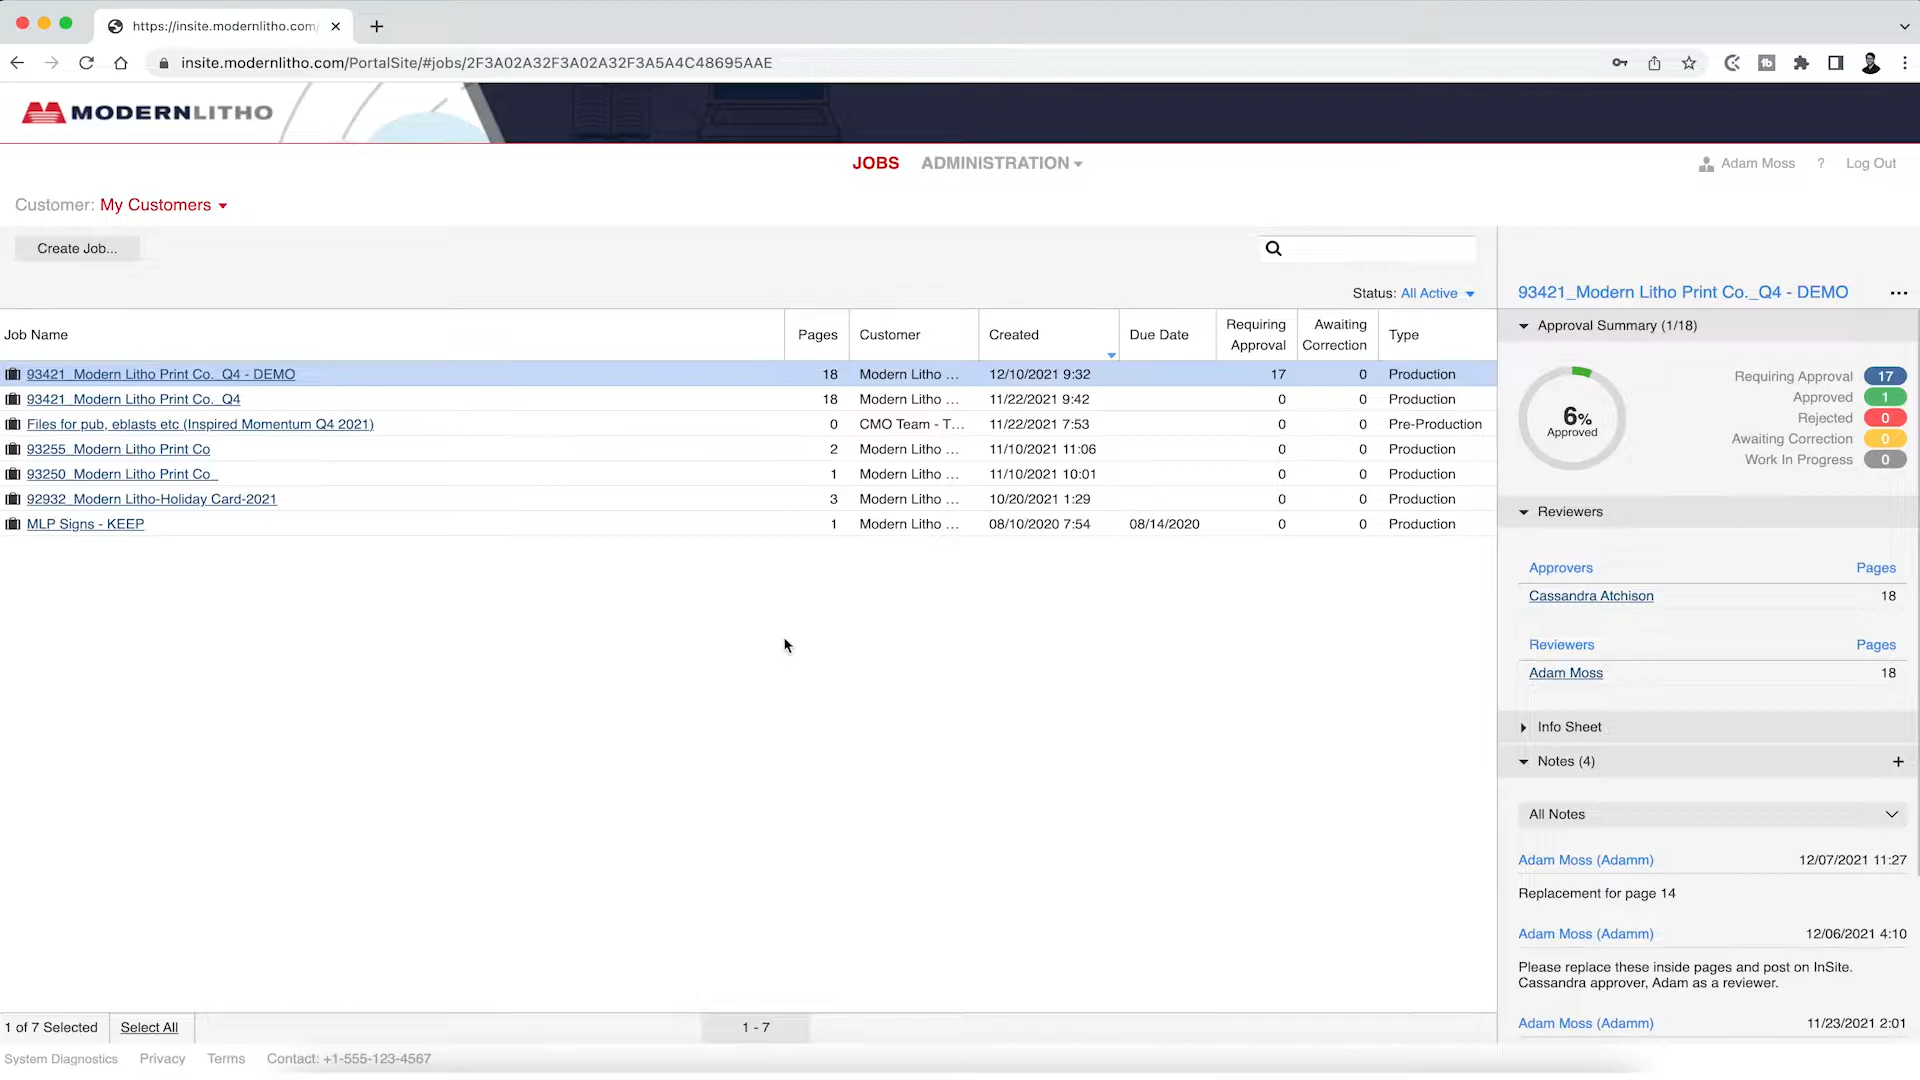 https://insite.modernlitho.com/
insite.modernlitho.com/PortalSite/#jobs/2F3A02A32F3A02A32F3A5A4C48695AAE
tb
MODERNLITHO
JOBS ADMINISTRATION
Adam Moss ? Log Out
Customer: My Customers
Create Job...
Status: All Active
Job Name Pages Customer Created Due Date Requiring Approval Awaiting Correction Type
93421_Modern Litho Print Co._Q4 - DEMO 18 Modern Litho ... 12/10/2021 9:32 17 0 Production
93421_Modern Litho Print Co._Q4 18 Modern Litho ... 11/22/2021 9:42 0 0 Production
Files for pub, eblasts etc (Inspired Momentum Q4 2021) 0 CMO Team - T... 11/22/2021 7:53 0 0 Pre-Production
93255_Modern Litho Print Co 2 Modern Litho ... 11/10/2021 11:06 0 0 Production
93250_Modern Litho Print Co_ 1 Modern Litho ... 11/10/2021 10:01 0 0 Production
92932_Modern Litho-Holiday Card-2021 3 Modern Litho ... 10/20/2021 1:29 0 0 Production
MLP Signs - KEEP 1 Modern Litho ... 08/10/2020 7:54 08/14/2020 0 0 Production
1 of 7 Selected Select All 1 - 7
System Diagnostics Privacy Terms Contact: +1-555-123-4567
93421_Modern Litho Print Co._Q4 - DEMO ...
Approval Summary (1/18)
6%
Approved
Requiring Approval 17
Approved 1
Rejected 0
Awaiting Correction 0
Work In Progress 0
Reviewers
Approvers Pages
Cassandra Atchison 18
Reviewers Pages
Adam Moss 18
Info Sheet
Notes (4) +
All Notes
Adam Moss (Adamm) 12/07/2021 11:27
Replacement for page 14
Adam Moss (Adamm) 12/06/2021 4:10
Please replace these inside pages and post on InSite.
Cassandra approver, Adam as a reviewer.
Adam Moss (Adamm) 11/23/2021 2:01